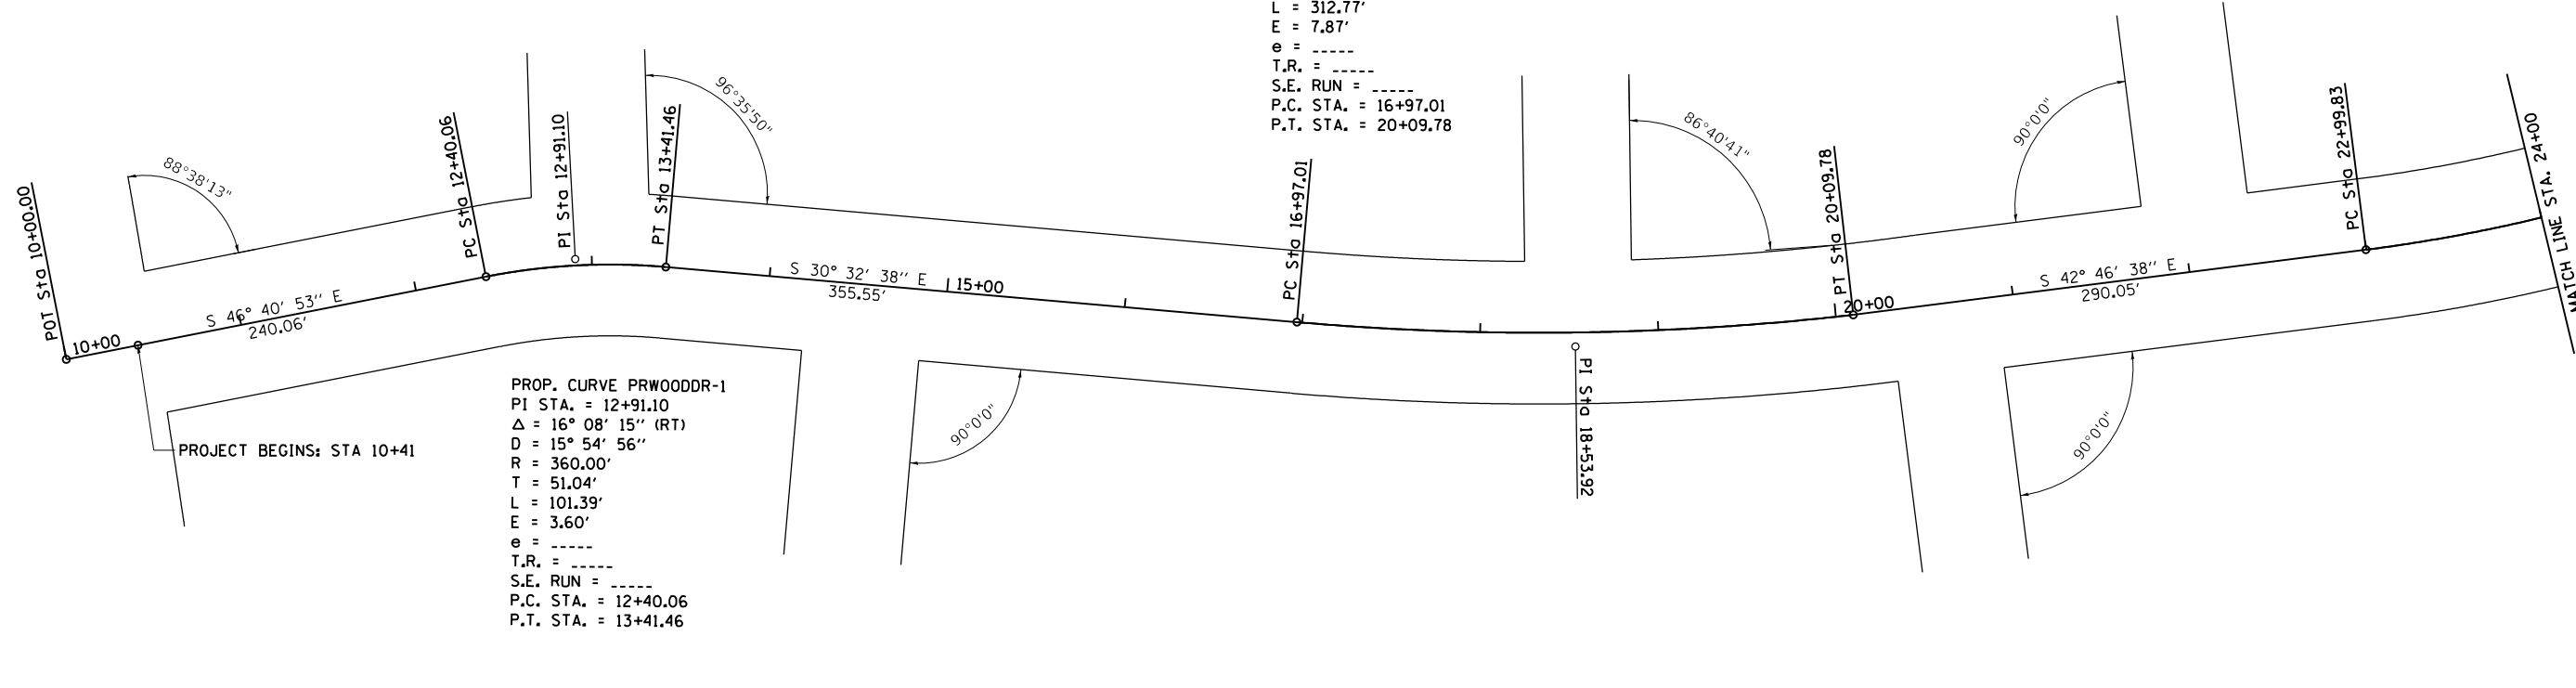 L = 312.77'
E = 7.87'
e = -----
T.R. = -----
S.E. RUN = -----
P.C. STA. = 16+97.01
P.T. STA. = 20+09.78
POT Sta 10+00.00
88°38'13"
PC Sta 12+40.06
PI Sta 12+91.10
PT Sta 13+41.46
96°35'50"
PC Sta 16+97.01
86°40'41"
PT Sta 20+09.78
90°0'0"
PC Sta 22+99.83
MATCH LINE STA. 24+00
10+00
S 46° 40' 53'' E
240.06'
S 30° 32' 38'' E
355.55'
15+00
20+00
S 42° 46' 38'' E
290.05'
PI Sta 18+53.92
90°0'0"
90°0'0"
PROJECT BEGINS: STA 10+41
PROP. CURVE PRWOODDR-1
PI STA. = 12+91.10
Δ = 16° 08' 15'' (RT)
D = 15° 54' 56''
R = 360.00'
T = 51.04'
L = 101.39'
E = 3.60'
e = -----
T.R. = -----
S.E. RUN = -----
P.C. STA. = 12+40.06
P.T. STA. = 13+41.46